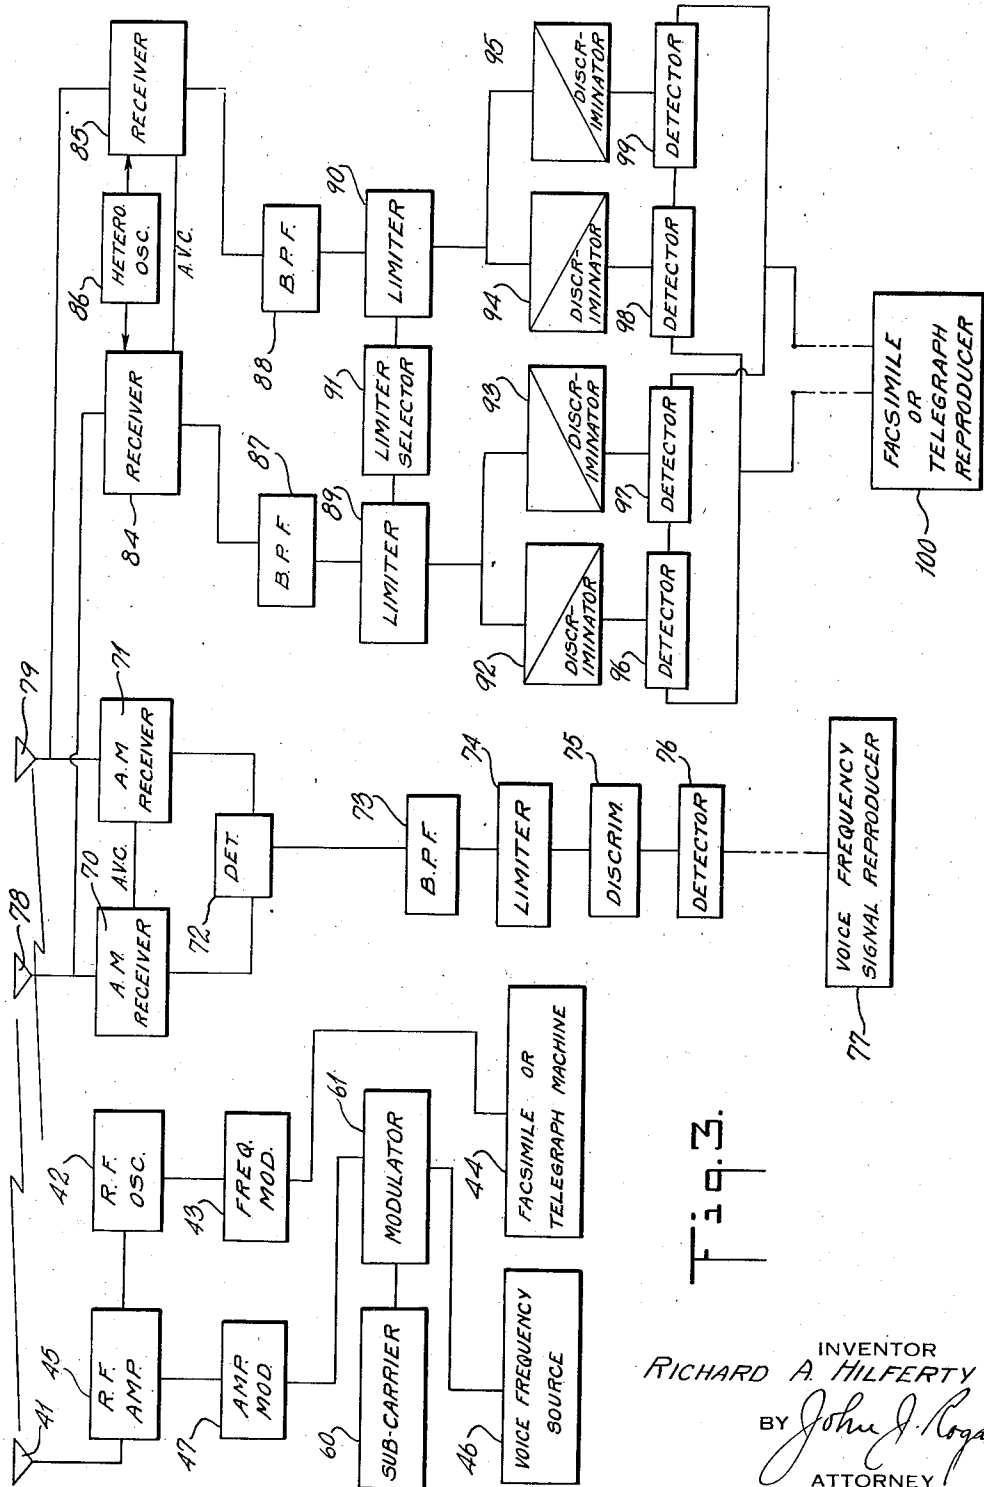 41
45
R.F.
AMP.
42
R.F.
OSC.
47
AMP.
MOD.
43
FREQ.
MOD.
60
SUB-CARRIER
61
MODULATOR
46
VOICE FREQUENCY
SOURCE
44
FACSIMILE OR
TELEGRAPH MACHINE
78
79
70
A.M.
RECEIVER
A.V.C.
71
A.M.
RECEIVER
72
DET.
73
B.P.F.
74
LIMITER
75
DISCRIM.
76
DETECTOR
77
VOICE FREQUENCY
SIGNAL REPRODUCER
84
RECEIVER
86
HETERO.
OSC.
A.V.C.
85
RECEIVER
87
B.P.F.
88
B.P.F.
89
LIMITER
91
LIMITER
SELECTOR
90
LIMITER
92
DISCR-
IMINATOR
93
DISCR-
IMINATOR
94
DISCR-
IMINATOR
95
DISCR-
IMINATOR
96
DETECTOR
97
DETECTOR
98
DETECTOR
99
DETECTOR
100
FACSIMILE
OR
TELEGRAPH
REPRODUCER
Fig.3.
INVENTOR
RICHARD A. HILFERTY
BY John J. Roga
ATTORNEY